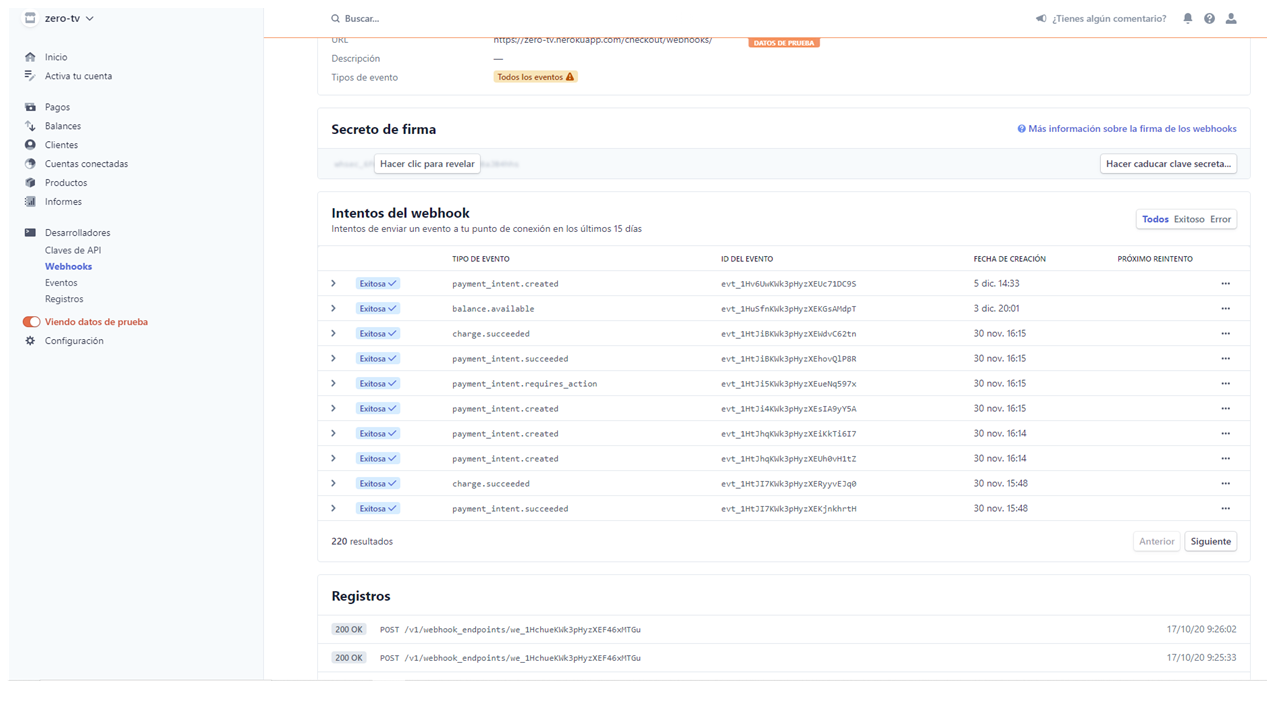 zero-tv
Buscar...
¿Tienes algún comentario?
Inicio
Activa tu cuenta
Pagos
Balances
Clientes
Cuentas conectadas
Productos
Informes
Desarrolladores
Claves de API
Webhooks
Eventos
Registros
Viendo datos de prueba
Configuración
URL https://zero-tv.herokuapp.com/checkout/webhooks/ DATOS DE PRUEBA
Descripción —
Tipos de evento Todos los eventos
Secreto de firma Más información sobre la firma de los webhooks
Hacer clic para revelar Hacer caducar clave secreta...
Intentos del webhook
Intentos de enviar un evento a tu punto de conexión en los últimos 15 días
Todos Exitoso Error
TIPO DE EVENTO ID DEL EVENTO FECHA DE CREACIÓN PRÓXIMO REINTENTO
Exitosa payment_intent.created evt_1Hv6UwKWk3pHyzXEUc71DC9S 5 dic. 14:33
Exitosa balance.available evt_1HuSfnKWk3pHyzXEKGsAMdpT 3 dic. 20:01
Exitosa charge.succeeded evt_1HtJiBKWk3pHyzXEWdvC62tn 30 nov. 16:15
Exitosa payment_intent.succeeded evt_1HtJiBKWk3pHyzXEhovQlP8R 30 nov. 16:15
Exitosa payment_intent.requires_action evt_1HtJi5KWk3pHyzXEueNq597x 30 nov. 16:15
Exitosa payment_intent.created evt_1HtJi4KWk3pHyzXEsIA9yY5A 30 nov. 16:15
Exitosa payment_intent.created evt_1HtJhqKWk3pHyzXEiKkTi6I7 30 nov. 16:14
Exitosa payment_intent.created evt_1HtJhqKWk3pHyzXEUh0vH1tZ 30 nov. 16:14
Exitosa charge.succeeded evt_1HtJI7KWk3pHyzXERyyvEJq0 30 nov. 15:48
Exitosa payment_intent.succeeded evt_1HtJI7KWk3pHyzXEKjnkhrtH 30 nov. 15:48
220 resultados Anterior Siguiente
Registros
200 OK POST /v1/webhook_endpoints/we_1HchueKWk3pHyzXEF46xMTGu 17/10/20 9:26:02
200 OK POST /v1/webhook_endpoints/we_1HchueKWk3pHyzXEF46xMTGu 17/10/20 9:25:33